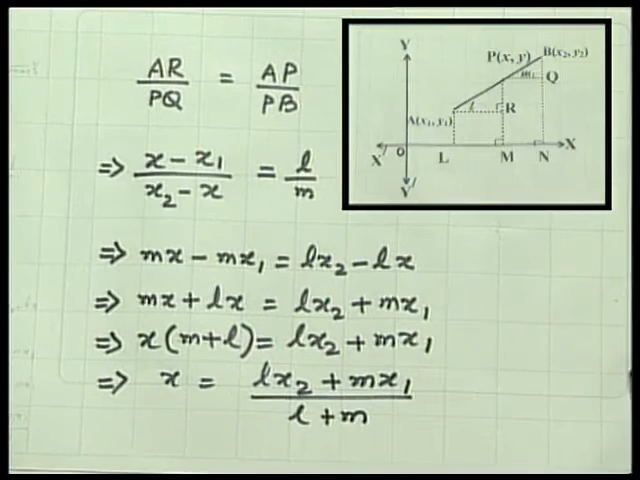 AR/PQ = AP/PB
⇒ x − x₁/x₂ − x = l/m
⇒ mx − mx₁ = lx₂ − lx
⇒ mx + lx = lx₂ + mx₁
⇒ x(m+l) = lx₂ + mx₁
⇒ x = lx₂ + mx₁/l + m
Y
P(x, y) B(x₂, y₂)
m Q
l R
A(x₁, y₁)
X′ O L M N X
Y′